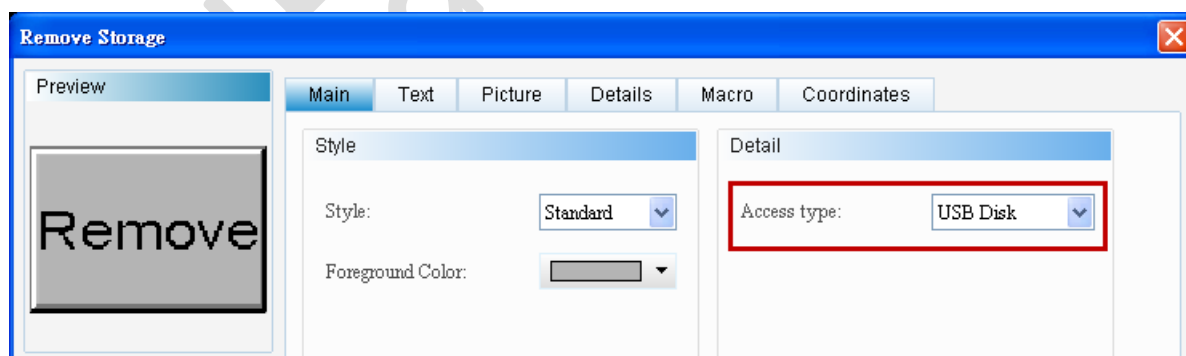 Remove Storage
Preview
Remove
Main Text Picture Details Macro Coordinates
Style
Style: Standard
Foreground Color:
Detail
Access type: USB Disk